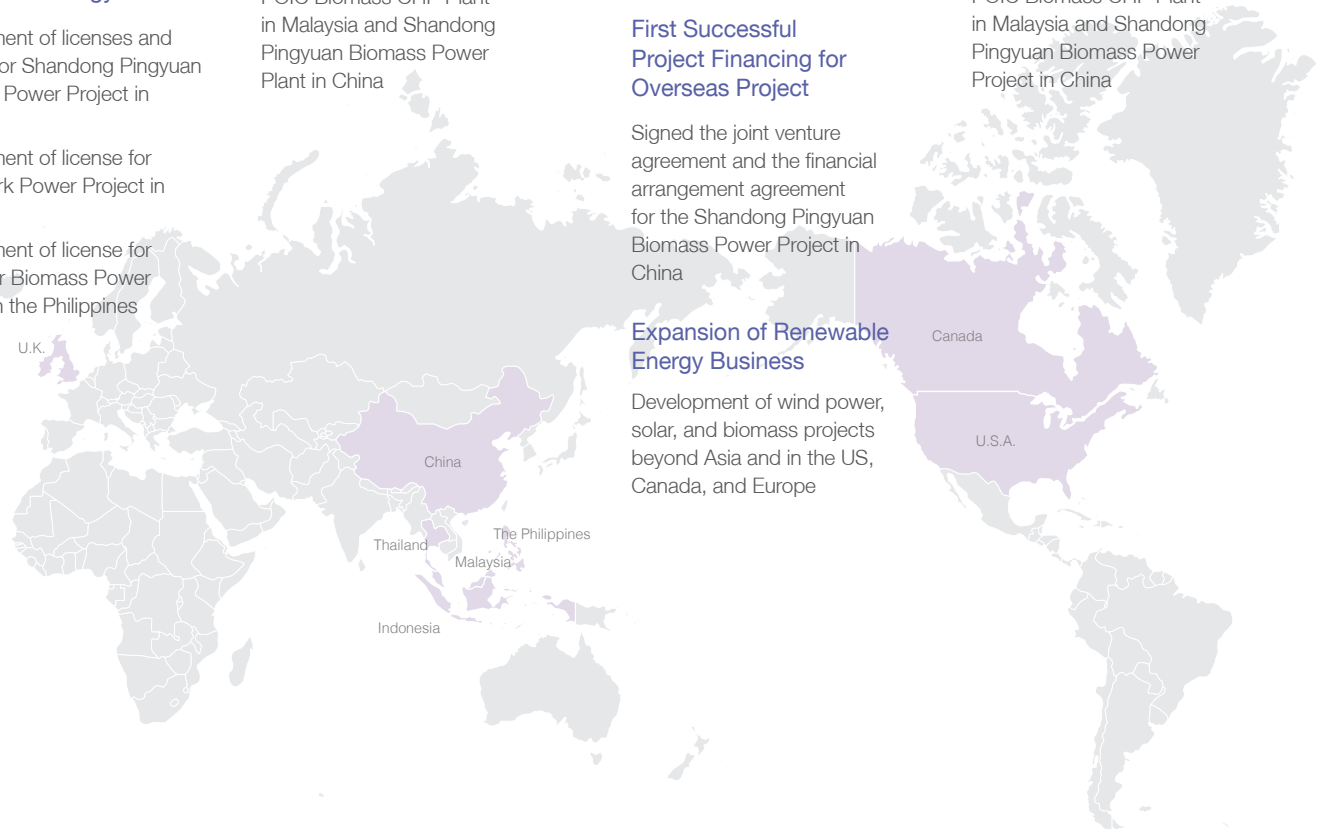 ment of licenses and
or Shandong Pingyuan
Power Project in
ment of license for
rk Power Project in
ment of license for
r Biomass Power
n the Philippines
in Malaysia and Shandong
Pingyuan Biomass Power
Plant in China
First Successful
Project Financing for
Overseas Project
Signed the joint venture
agreement and the financial
arrangement agreement
for the Shandong Pingyuan
Biomass Power Project in
China
Expansion of Renewable
Energy Business
Development of wind power,
solar, and biomass projects
beyond Asia and in the US,
Canada, and Europe
in Malaysia and Shandong
Pingyuan Biomass Power
Project in China
U.K.
China
Thailand
The Philippines
Malaysia
Indonesia
Canada
U.S.A.